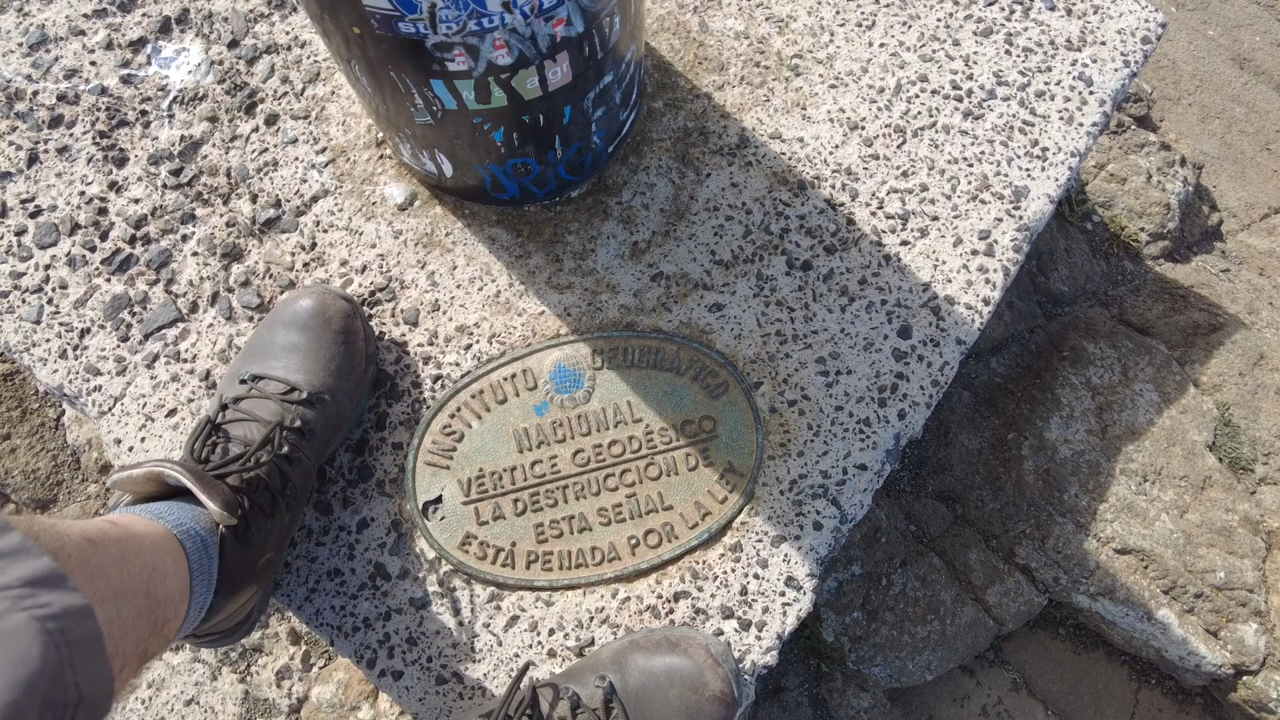 INSTITUTO GEOGRÁFICO
NACIONAL
VÉRTICE GEODÉSICO
LA DESTRUCCIÓN DE
ESTA SEÑAL
ESTÁ PENADA POR LA LEY